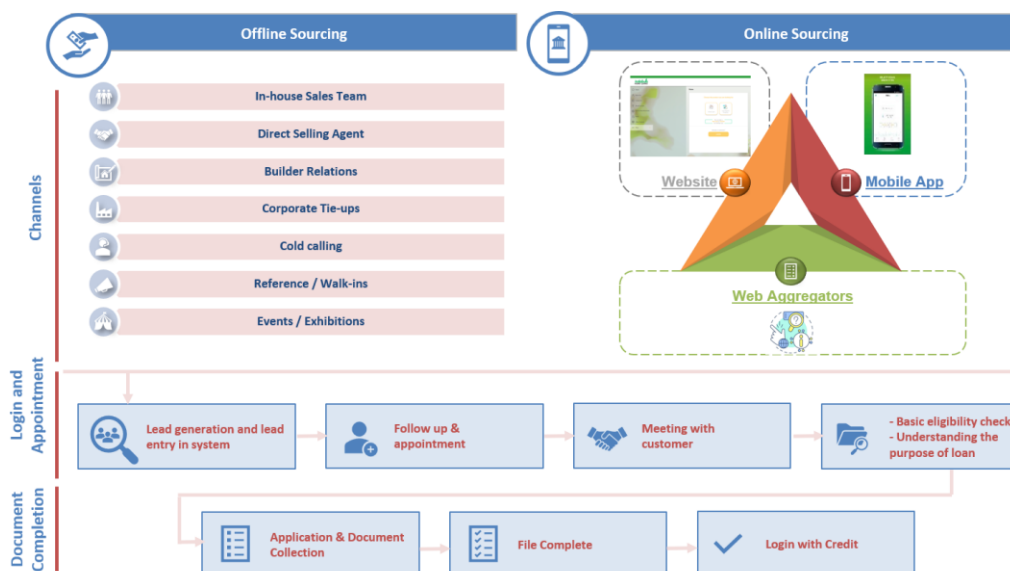 Offline Sourcing
Online Sourcing
Channels
In-house Sales Team
Direct Selling Agent
Builder Relations
Corporate Tie-ups
Cold calling
Reference / Walk-ins
Events / Exhibitions
Website
Mobile App
Web Aggregators
Login and
Appointment
Lead generation and lead
entry in system
Follow up &
appointment
Meeting with
customer
- Basic eligibility check
- Understanding the
purpose of loan
Document
Completion
Application & Document
Collection
File Complete
Login with Credit